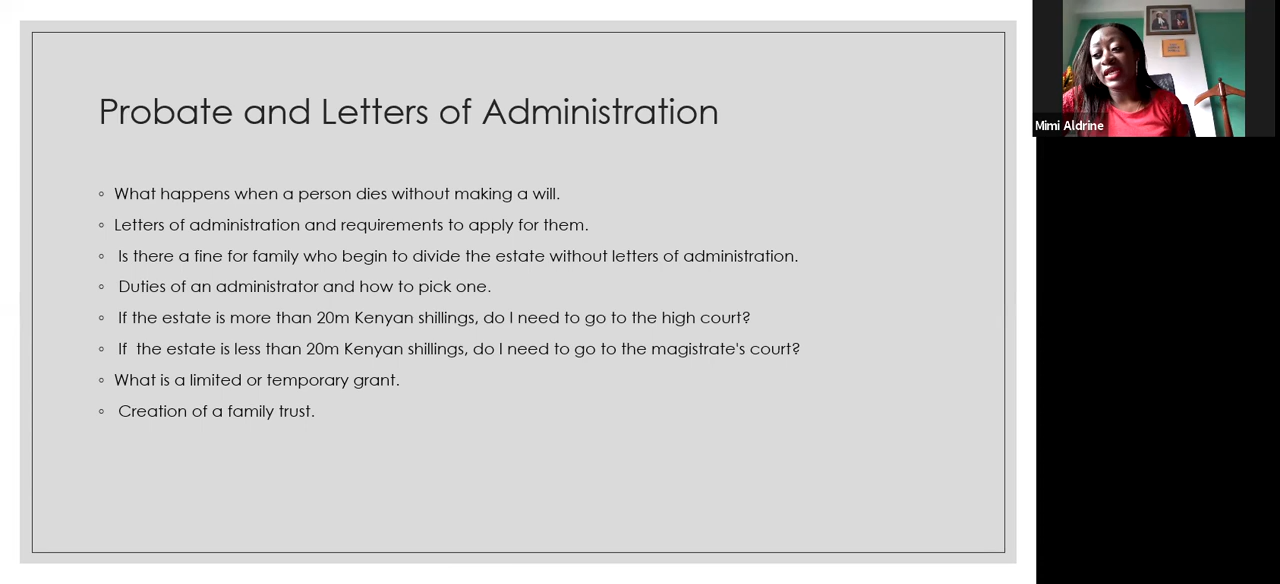 Probate and Letters of Administration
◦ What happens when a person dies without making a will.
◦ Letters of administration and requirements to apply for them.
◦ Is there a fine for family who begin to divide the estate without letters of administration.
◦ Duties of an administrator and how to pick one.
◦ If the estate is more than 20m Kenyan shillings, do I need to go to the high court?
◦ If  the estate is less than 20m Kenyan shillings, do I need to go to the magistrate's court?
◦ What is a limited or temporary grant.
◦ Creation of a family trust.
Mimi Aldrine